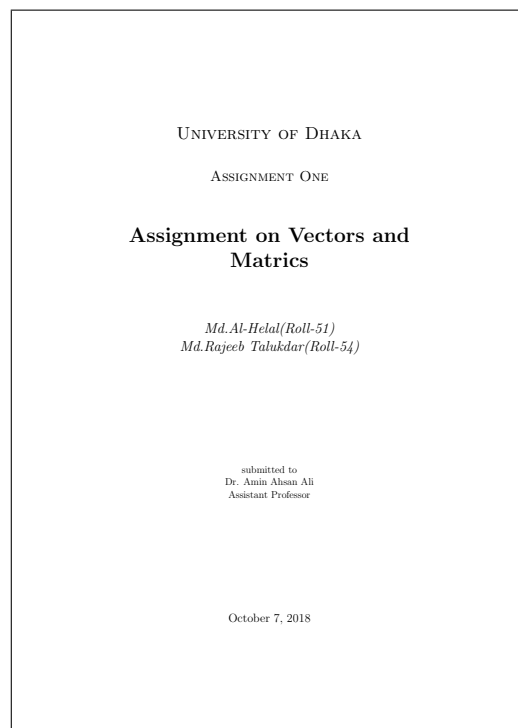 University of Dhaka
Assignment One
Assignment on Vectors and
Matrics
Md.Al-Helal(Roll-51)
Md.Rajeeb Talukdar(Roll-54)
submitted to
Dr. Amin Ahsan Ali
Assistant Professor
October 7, 2018